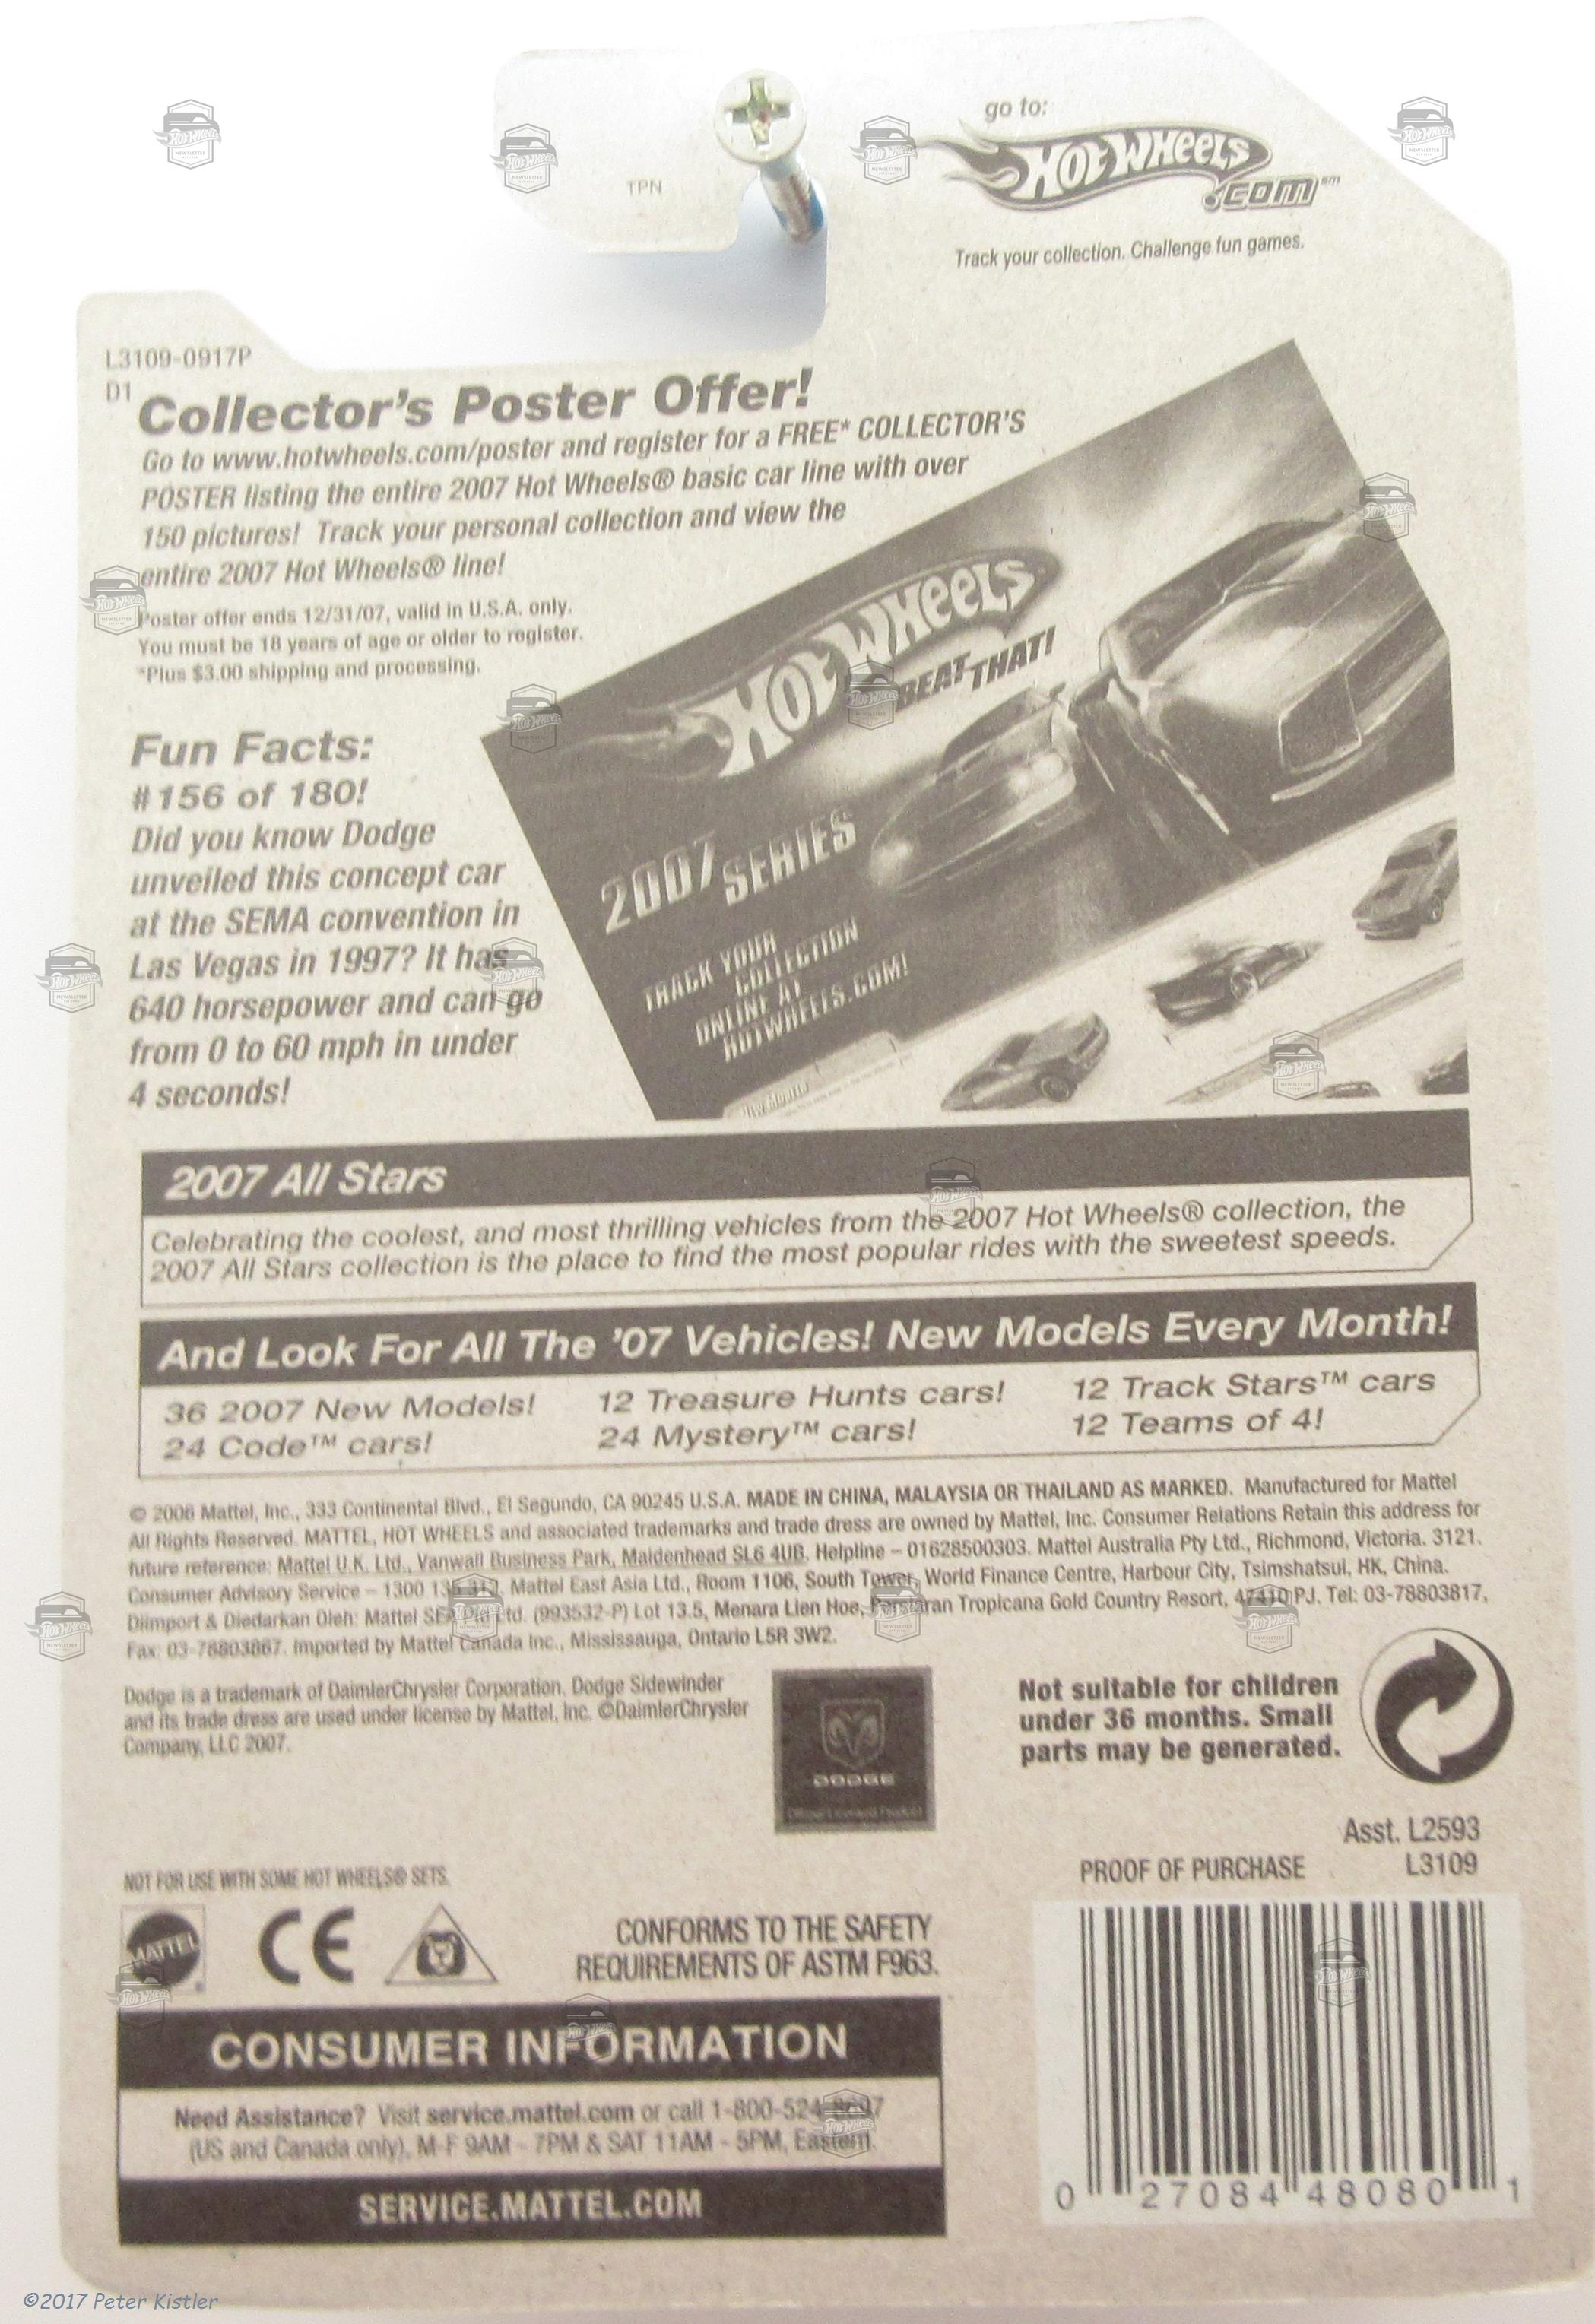 go to:
HOT WHEELS
.COM℠
TPN
Track your collection. Challenge fun games.
L3109-0917P
D1
Collector's Poster Offer!
Go to www.hotwheels.com/poster and register for a FREE* COLLECTOR'S
POSTER listing the entire 2007 Hot Wheels® basic car line with over
150 pictures! Track your personal collection and view the
entire 2007 Hot Wheels® line!
Poster offer ends 12/31/07, valid in U.S.A. only.
You must be 18 years of age or older to register.
*Plus $3.00 shipping and processing.
HOT WHEELS
BEAT THAT!
2007 SERIES
TRACK YOUR
COLLECTION
ONLINE AT
HOTWHEELS.COM!
Fun Facts:
#156 of 180!
Did you know Dodge
unveiled this concept car
at the SEMA convention in
Las Vegas in 1997? It has
640 horsepower and can go
from 0 to 60 mph in under
4 seconds!
2007 All Stars
Celebrating the coolest, and most thrilling vehicles from the 2007 Hot Wheels® collection, the
2007 All Stars collection is the place to find the most popular rides with the sweetest speeds.
And Look For All The '07 Vehicles! New Models Every Month!
36 2007 New Models! 12 Treasure Hunts cars! 12 Track Stars™ cars
24 Code™ cars! 24 Mystery™ cars! 12 Teams of 4!
© 2006 Mattel, Inc., 333 Continental Blvd., El Segundo, CA 90245 U.S.A. MADE IN CHINA, MALAYSIA OR THAILAND AS MARKED. Manufactured for Mattel
All Rights Reserved. MATTEL, HOT WHEELS and associated trademarks and trade dress are owned by Mattel, Inc. Consumer Relations Retain this address for
future reference: Mattel U.K. Ltd., Vanwall Business Park, Maidenhead SL6 4UB. Helpline – 01628500303. Mattel Australia Pty Ltd., Richmond, Victoria. 3121.
Consumer Advisory Service – 1300 Mattel East Asia Ltd., Room 1106, South Tower, World Finance Centre, Harbour City, Tsimshatsui, HK, China.
Diimport & Diedarkan Oleh: Mattel Ltd. (993532-P) Lot 13.5, Menara Lien Hoe, Persiaran Tropicana Gold Country Resort, 47410 PJ. Tel: 03-78803817,
Fax: 03-78803867. Imported by Mattel Canada Inc., Mississauga, Ontario L5R 3W2.
Dodge is a trademark of DaimlerChrysler Corporation. Dodge Sidewinder
and its trade dress are used under license by Mattel, Inc. ©DaimlerChrysler
Company, LLC 2007.
DODGE
Official Licensed Product
Not suitable for children
under 36 months. Small
parts may be generated.
Asst. L2593
PROOF OF PURCHASE L3109
NOT FOR USE WITH SOME HOT WHEELS® SETS.
MATTEL
CE
CONFORMS TO THE SAFETY
REQUIREMENTS OF ASTM F963.
CONSUMER INFORMATION
Need Assistance? Visit service.mattel.com or call 1-800-524-8697
(US and Canada only), M-F 9AM - 7PM & SAT 11AM - 5PM, Eastern.
SERVICE.MATTEL.COM
0 27084 48080 1
©2017 Peter Kistler